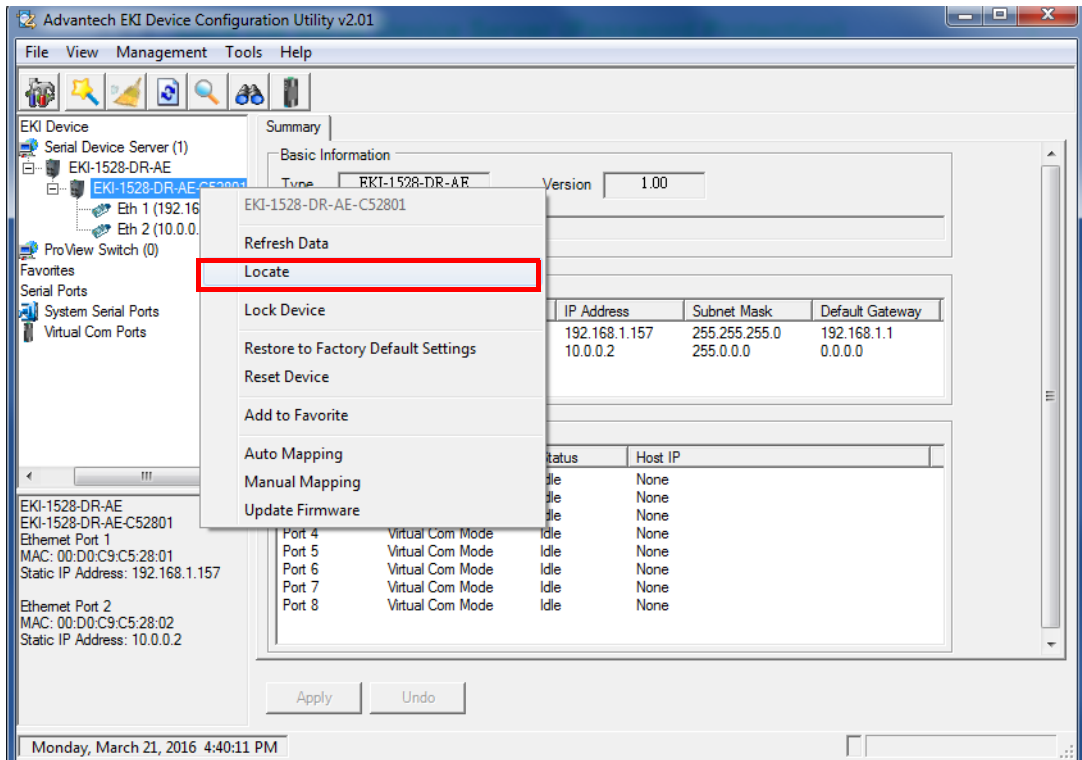 Advantech EKI Device Configuration Utility v2.01
File View Management Tools Help
EKI Device
Serial Device Server (1)
EKI-1528-DR-AE
EKI-1528-DR-AE-C52801
Eth 1 (192.16
Eth 2 (10.0.0.
ProView Switch (0)
Favorites
Serial Ports
System Serial Ports
Virtual Com Ports
EKI-1528-DR-AE
EKI-1528-DR-AE-C52801
Ethernet Port 1
MAC: 00:D0:C9:C5:28:01
Static IP Address: 192.168.1.157
Ethernet Port 2
MAC: 00:D0:C9:C5:28:02
Static IP Address: 10.0.0.2
EKI-1528-DR-AE-C52801
Refresh Data
Locate
Lock Device
Restore to Factory Default Settings
Reset Device
Add to Favorite
Auto Mapping
Manual Mapping
Update Firmware
Summary
Basic Information
Type EKI-1528-DR-AE Version 1.00
IP Address Subnet Mask Default Gateway
192.168.1.157 255.255.255.0 192.168.1.1
10.0.0.2 255.0.0.0 0.0.0.0
Status Host IP
Idle None
Idle None
Idle None
Port 4 Virtual Com Mode Idle None
Port 5 Virtual Com Mode Idle None
Port 6 Virtual Com Mode Idle None
Port 7 Virtual Com Mode Idle None
Port 8 Virtual Com Mode Idle None
Apply Undo
Monday, March 21, 2016 4:40:11 PM